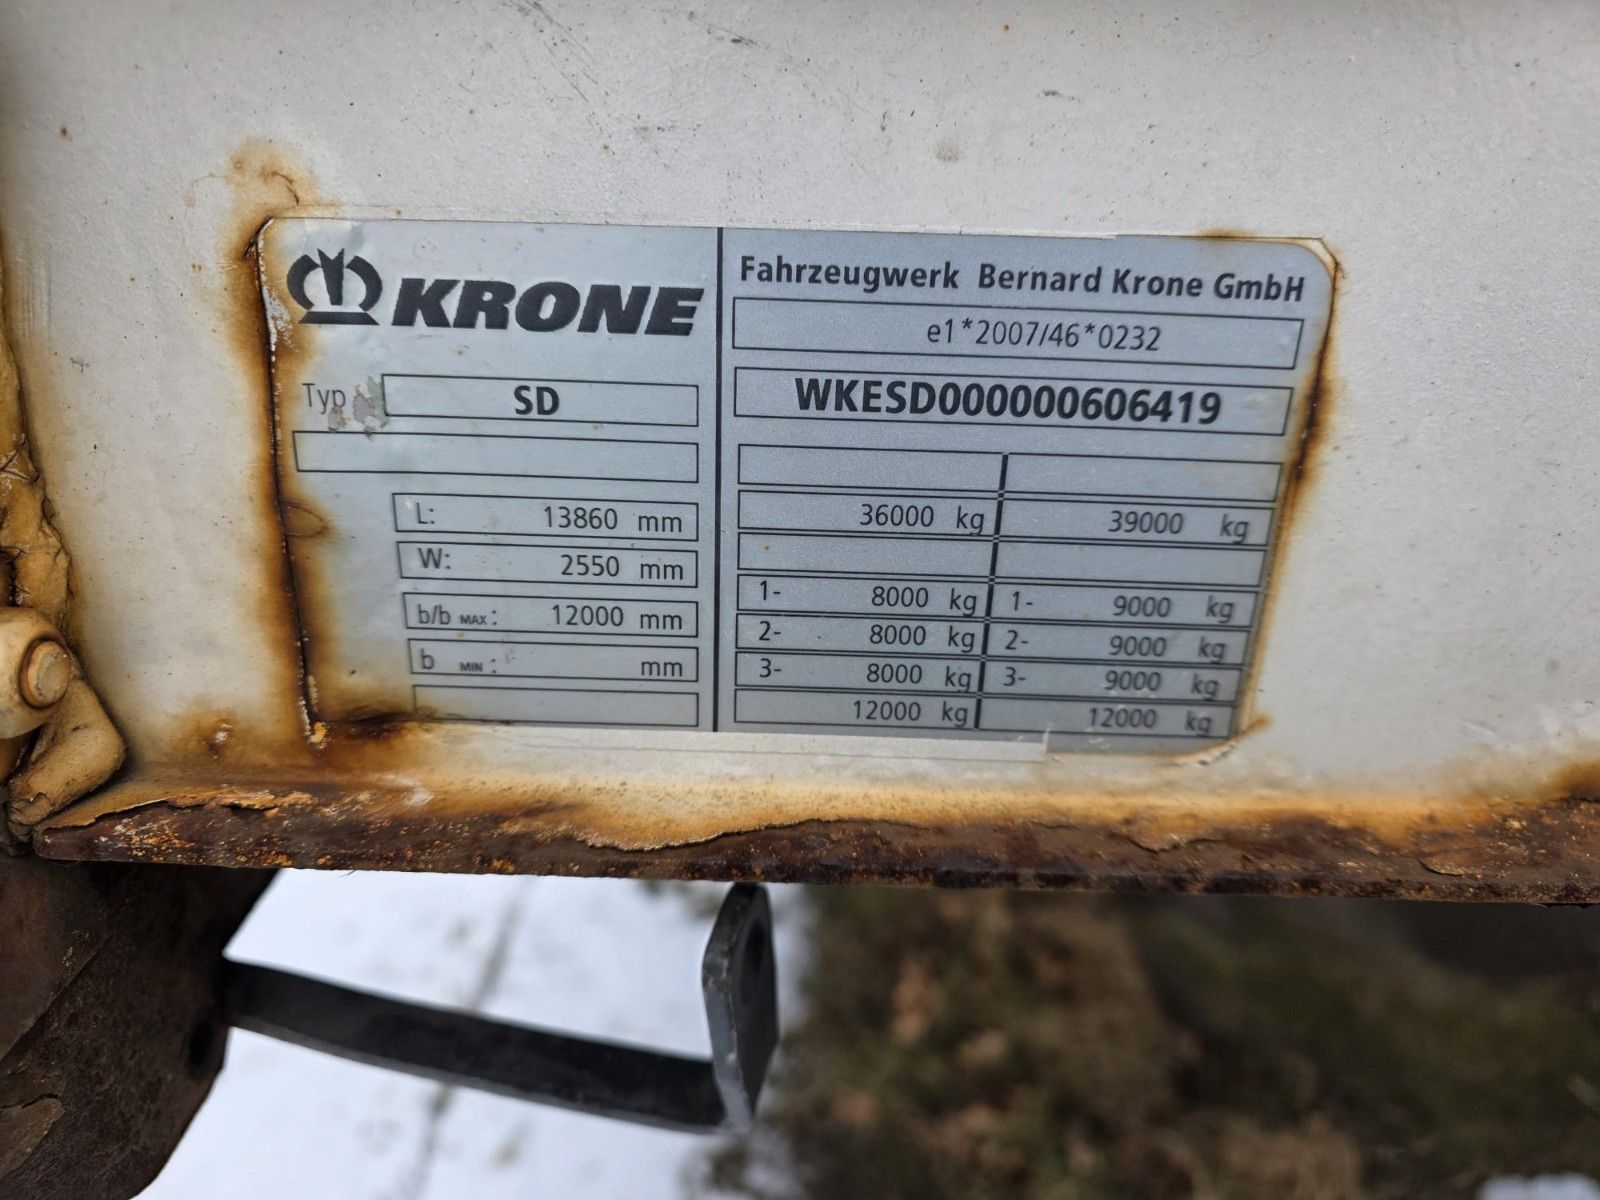 KRONE
Typ SD
L: 13860 mm
W: 2550 mm
b/b MAX: 12000 mm
b MIN: mm
Fahrzeugwerk Bernard Krone GmbH
e1*2007/46*0232
WKESD000000606419
36000 kg 39000 kg
1- 8000 kg 1- 9000 kg
2- 8000 kg 2- 9000 kg
3- 8000 kg 3- 9000 kg
12000 kg 12000 kg